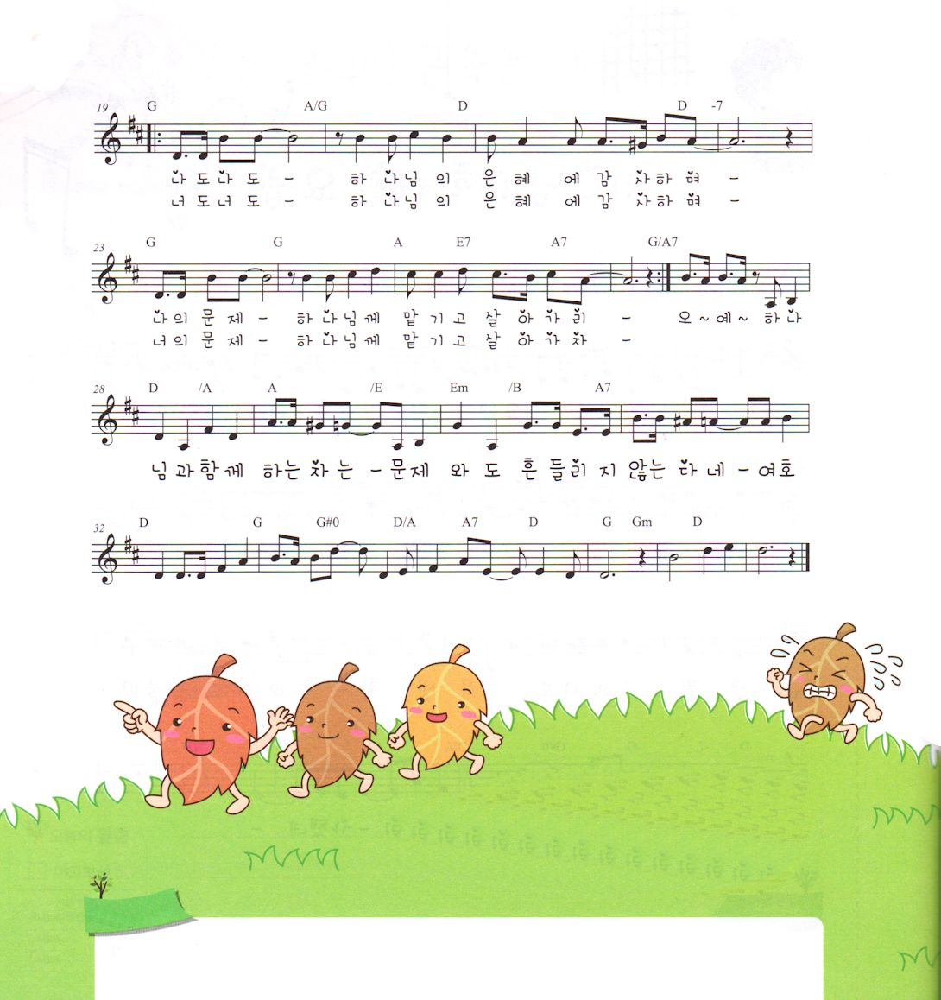 19 G A/G D D -7
나 도 나 도 - 하 나 님 의 은 혜 에 감 사 하 며 -
너 도 너 도 - 하 나 님 의 은 혜 에 감 사 하 며 -
23 G G A E7 A7 G/A7
나 의 문 제 - 하 나 님 께 맡 기 고 살 아 가 리 - 오 ~ 예 ~ 하 나
너 의 문 제 - 하 나 님 께 맡 기 고 살 아 가 자 -
28 D /A A /E Em /B A7
님 과 함 께 하 는 자 는 - 문 제 와 도 흔 들 리 지 않 는 다 네 - 여 호
32 D G G#0 D/A A7 D G Gm D